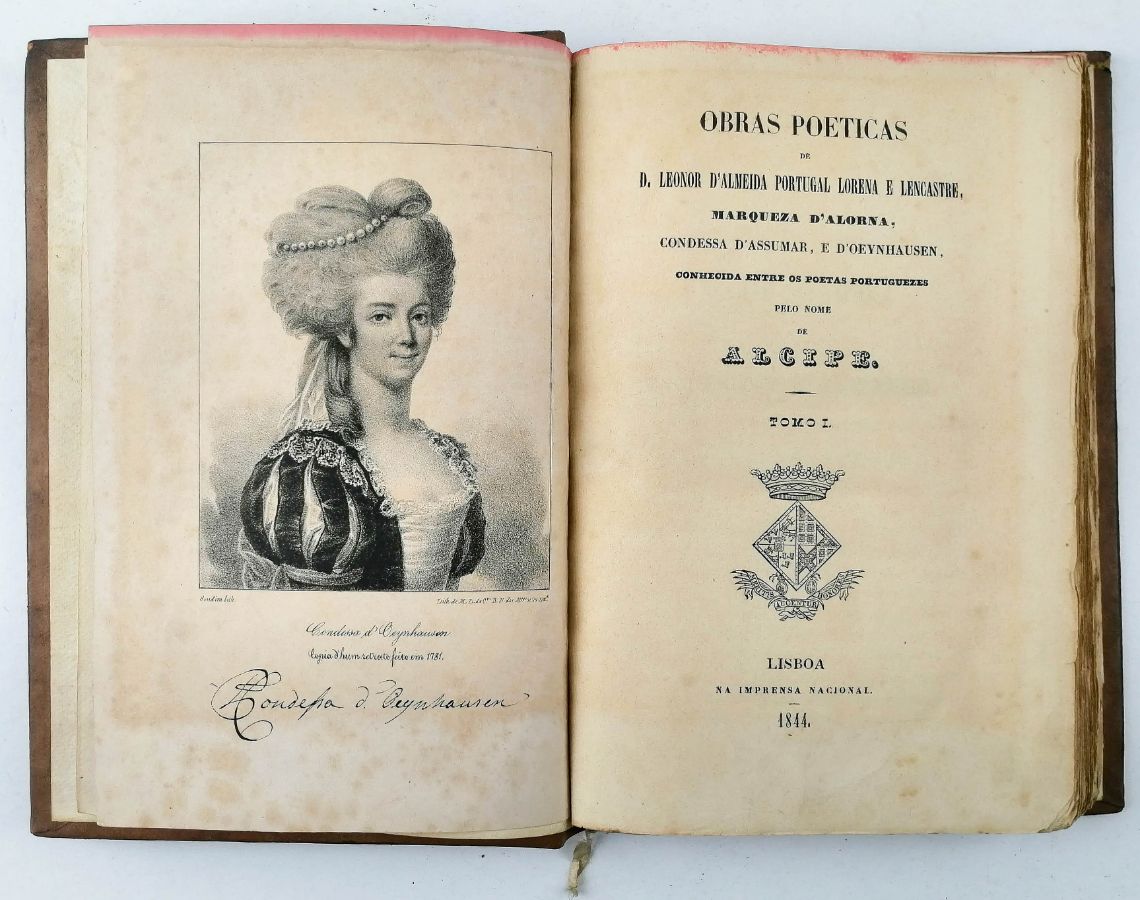 Sendim lith.
Condessa d'Oeynhausen
Copia d'hum retrato feito em 1781.
Condessa d'Oeynhausen
OBRAS POETICAS
DE
D. LEONOR D'ALMEIDA PORTUGAL LORENA E LENCASTRE,
MARQUEZA D'ALORNA,
CONDESSA D'ASSUMAR, E D'OEYNHAUSEN,
CONHECIDA ENTRE OS POETAS PORTUGUEZES
PELO NOME
DE
ALCIPE.
TOMO I.
LISBOA
NA IMPRENSA NACIONAL.
1844.